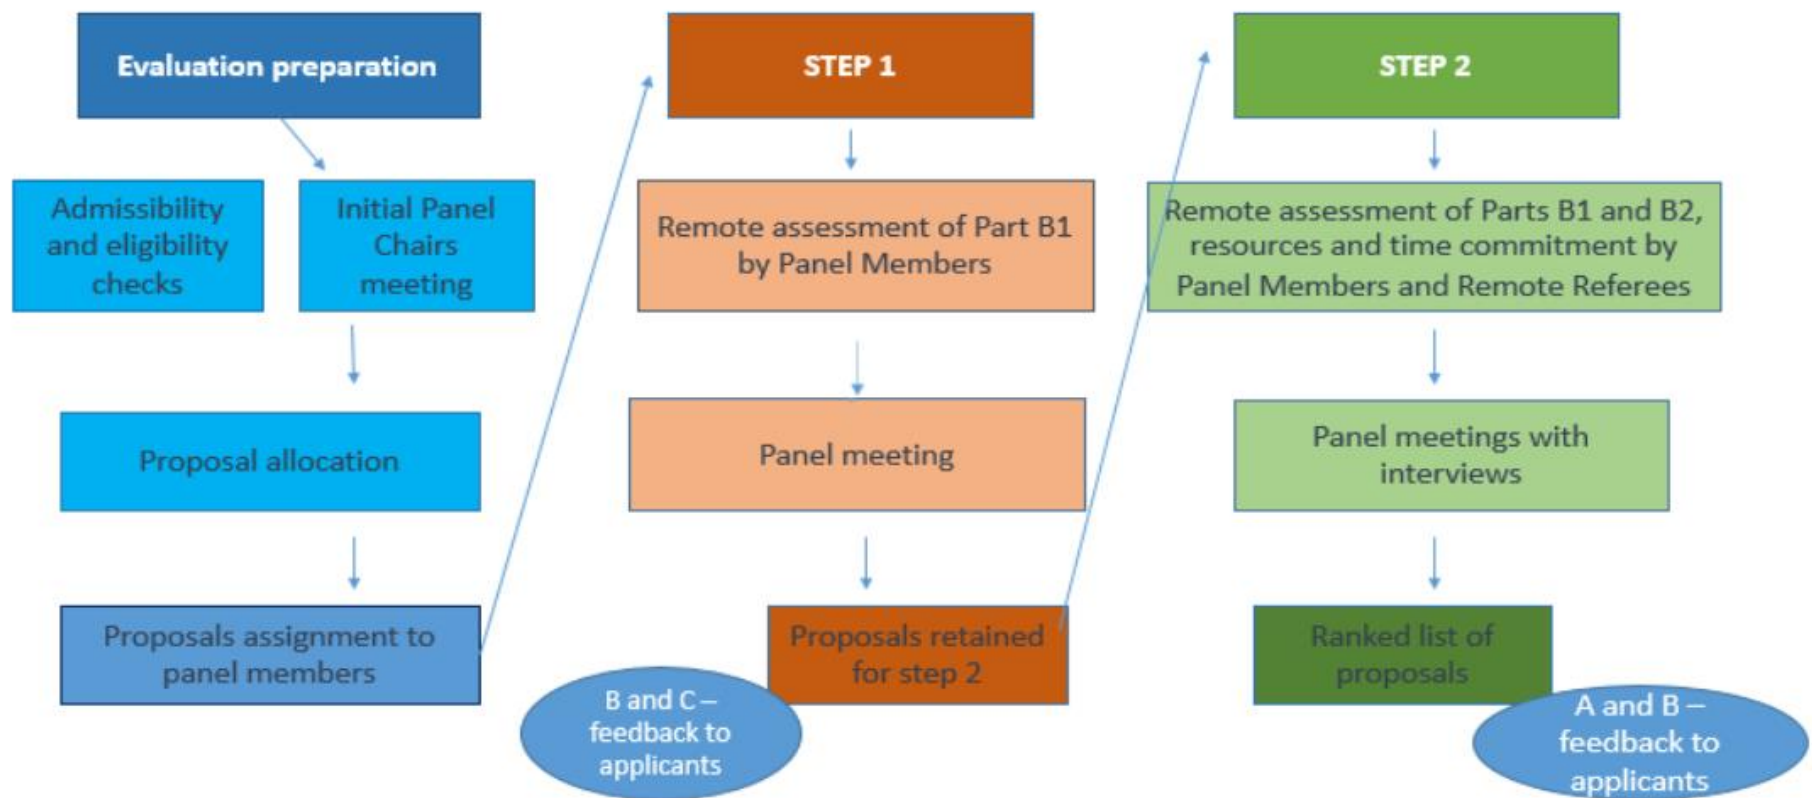 Evaluation preparation
Admissibility
and eligibility
checks
Initial Panel
Chairs
meeting
Proposal allocation
Proposals assignment to
panel members
STEP 1
Remote assessment of Part B1
by Panel Members
Panel meeting
Proposals retained
for step 2
B and C –
feedback to
applicants
STEP 2
Remote assessment of Parts B1 and B2,
resources and time commitment by
Panel Members and Remote Referees
Panel meetings with
interviews
Ranked list of
proposals
A and B –
feedback to
applicants